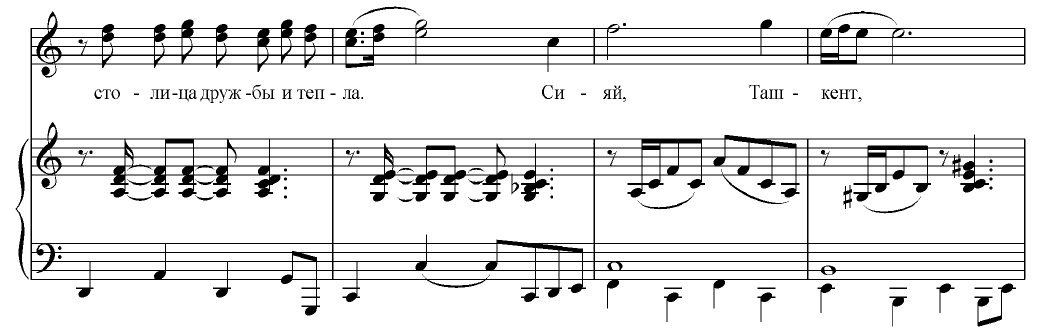 сто - ли-ца друж-бы и теп-ла. Си - яй, Таш - кент,